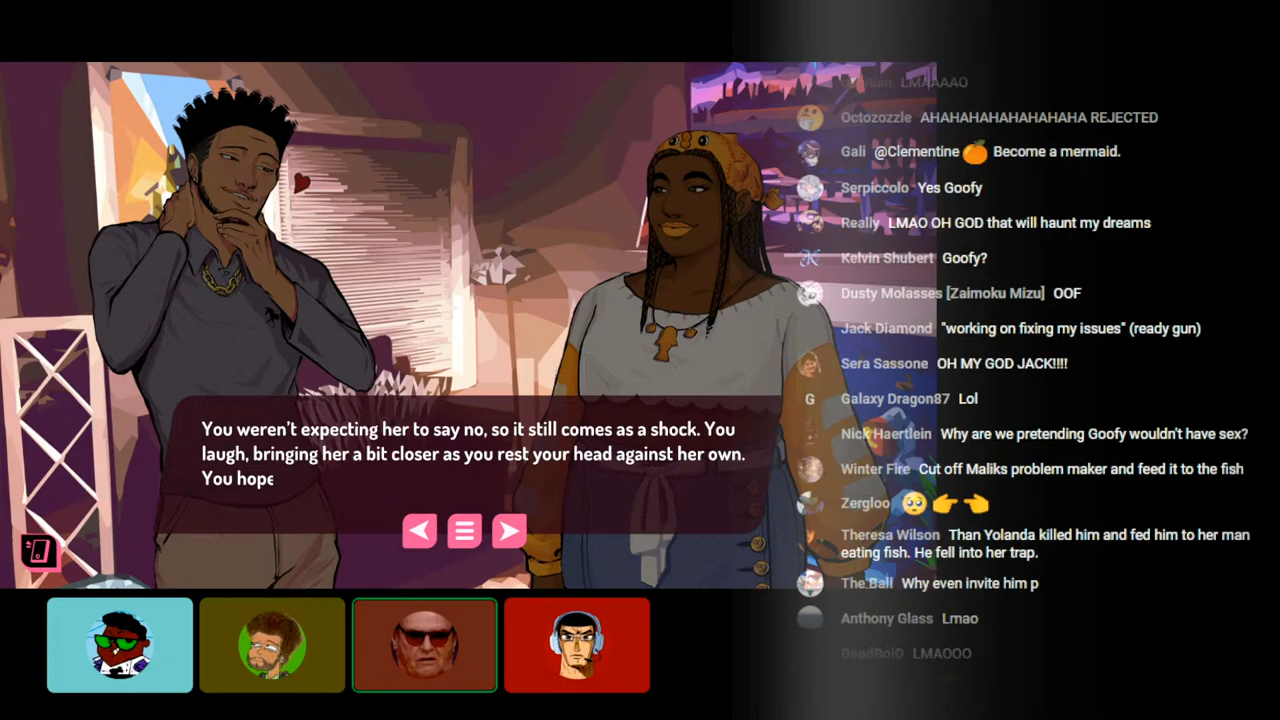 You weren't expecting her to say no, so it still comes as a shock. You
laugh, bringing her a bit closer as you rest your head against her own.
You hope
LMAAAAO
Octozozzle AHAHAHAHAHAHAHA REJECTED
Gali @Clementine 🍊 Become a mermaid.
Serpiccolo Yes Goofy
Really LMAO OH GOD that will haunt my dreams
Kelvin Shubert Goofy?
Dusty Molasses [Zaimoku Mizu] OOF
Jack Diamond "working on fixing my issues" (ready gun)
Sera Sassone OH MY GOD JACK!!!!
G Galaxy Dragon87 Lol
Nick Haertlein Why are we pretending Goofy wouldn't have sex?
Winter Fire Cut off Maliks problem maker and feed it to the fish
Zergloo 🥺👉👈
Theresa Wilson Than Yolanda killed him and fed him to her man
eating fish. He fell into her trap.
The Ball Why even invite him p
Anthony Glass Lmao
DeadBoiD LMAOOO